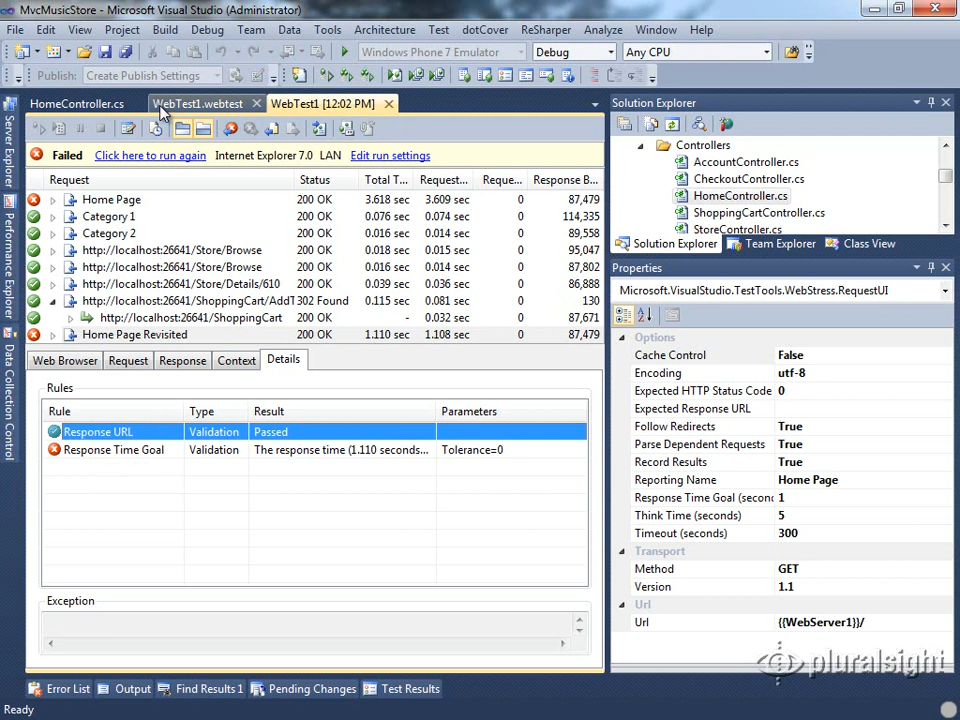 MvcMusicStore - Microsoft Visual Studio (Administrator)
File Edit View Project Build Debug Team Data Tools Architecture Test dotCover ReSharper Analyze Window Help
Windows Phone 7 Emulator Debug Any CPU
Publish: Create Publish Settings
HomeController.cs WebTest1.webtest WebTest1 [12:02 PM]
Failed Click here to run again Internet Explorer 7.0 LAN Edit run settings
Request Status Total T... Request... Reque... Response B...
Home Page 200 OK 3.618 sec 3.609 sec 0 87,479
Category 1 200 OK 0.076 sec 0.074 sec 0 114,335
Category 2 200 OK 0.033 sec 0.032 sec 0 89,558
http://localhost:26641/Store/Browse 200 OK 0.018 sec 0.015 sec 0 95,047
http://localhost:26641/Store/Browse 200 OK 0.016 sec 0.014 sec 0 87,802
http://localhost:26641/Store/Details/610 200 OK 0.039 sec 0.036 sec 0 86,888
http://localhost:26641/ShoppingCart/AddT 302 Found 0.115 sec 0.081 sec 0 130
http://localhost:26641/ShoppingCart 200 OK - 0.032 sec 0 87,671
Home Page Revisited 200 OK 1.110 sec 1.108 sec 0 87,479
Web Browser Request Response Context Details
Rules
Rule Type Result Parameters
Response URL Validation Passed
Response Time Goal Validation The response time (1.110 seconds... Tolerance=0
Exception
Server Explorer
Performance Explorer
Data Collection Control
Solution Explorer
Controllers
AccountController.cs
CheckoutController.cs
HomeController.cs
ShoppingCartController.cs
StoreController.cs
Solution Explorer Team Explorer Class View
Properties
Microsoft.VisualStudio.TestTools.WebStress.RequestUI
Options
Cache Control False
Encoding utf-8
Expected HTTP Status Code 0
Expected Response URL
Follow Redirects True
Parse Dependent Requests True
Record Results True
Reporting Name Home Page
Response Time Goal (second 1
Think Time (seconds) 5
Timeout (seconds) 300
Transport
Method GET
Version 1.1
Url
Url {{WebServer1}}/
pluralsight
Error List Output Find Results 1 Pending Changes Test Results
Ready